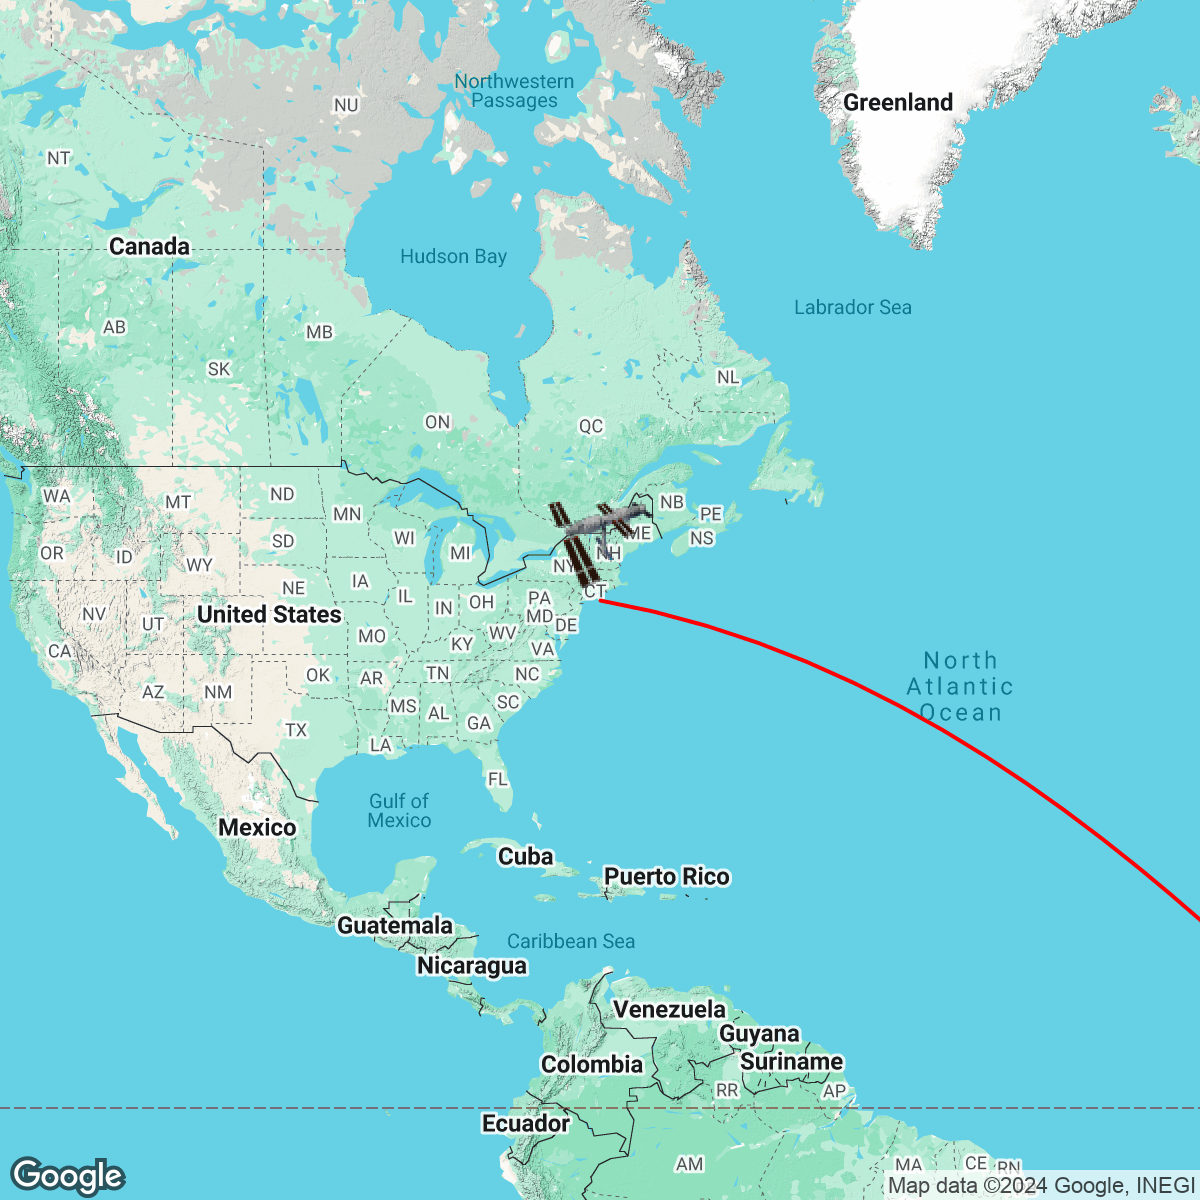 Northwestern
Passages
Greenland
NU
NT
Canada
Hudson Bay
Labrador Sea
AB
MB
SK
NL
ON
QC
WA
MT
ND
MN
NB
PE
OR
ID
SD
WI
MI
ME
NS
WY
NY
NH
NE
IA
IL
IN
OH
PA
CT
NV
UT
United States
MD
DE
CA
MO
KY
WV
VA
North
Atlantic
Ocean
AZ
NM
OK
AR
TN
NC
MS
AL
GA
SC
TX
LA
FL
Gulf of
Mexico
Mexico
Cuba
Puerto Rico
Guatemala
Caribbean Sea
Nicaragua
Venezuela
Guyana
Colombia
Suriname
RR
AP
Ecuador
AM
MA
CE
RN
Google
Map data ©2024 Google, INEGI